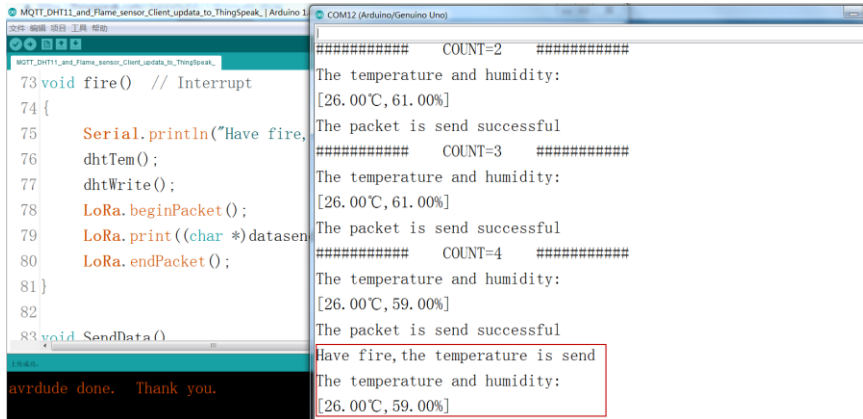 MQTT_DHT11_and_Flame_sensor_Client_updata_to_ThingSpeak_ | Arduino 1.
文件 编辑 项目 工具 帮助
MQTT_DHT11_and_Flame_sensor_Client_updata_to_ThingSpeak_
73 void fire()  // Interrupt
74 {
75 Serial.println("Have fire,
76 dhtTem();
77 dhtWrite();
78 LoRa.beginPacket();
79 LoRa.print((char *)datasen
80 LoRa.endPacket();
81 }
82
83 void SendData()
上传成功。
avrdude done.  Thank you.
COM12 (Arduino/Genuino Uno)
########### COUNT=2 ###########
The temperature and humidity:
[26.00℃,61.00%]
The packet is send successful
########### COUNT=3 ###########
The temperature and humidity:
[26.00℃,61.00%]
The packet is send successful
########### COUNT=4 ###########
The temperature and humidity:
[26.00℃,59.00%]
The packet is send successful
Have fire,the temperature is send
The temperature and humidity:
[26.00℃,59.00%]